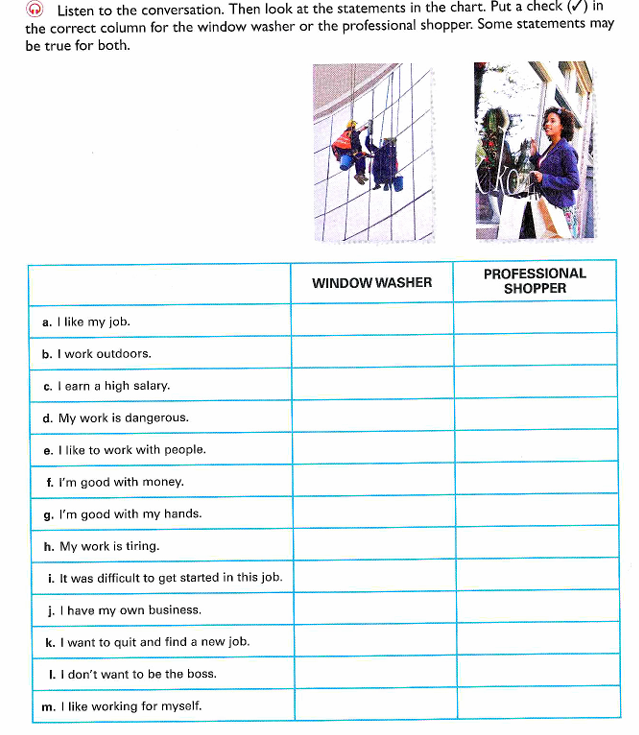 Listen to the conversation. Then look at the statements in the chart. Put a check (✓) in
the correct column for the window washer or the professional shopper. Some statements may
be true for both.
WINDOW WASHER
PROFESSIONAL
SHOPPER
a. I like my job.
b. I work outdoors.
c. I earn a high salary.
d. My work is dangerous.
e. I like to work with people.
f. I'm good with money.
g. I'm good with my hands.
h. My work is tiring.
i. It was difficult to get started in this job.
j. I have my own business.
k. I want to quit and find a new job.
l. I don't want to be the boss.
m. I like working for myself.